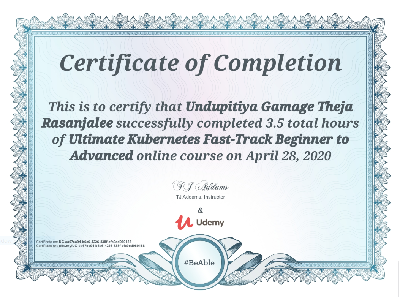 Certificate of Completion
This is to certify that Undupitiya Gamage Theja
Rasanjalee successfully completed 3.5 total hours
of Ultimate Kubernetes Fast-Track Beginner to
Advanced online course on April 28, 2020
TJ Addams
TJ Addams, Instructor
&
Udemy
#BeAble